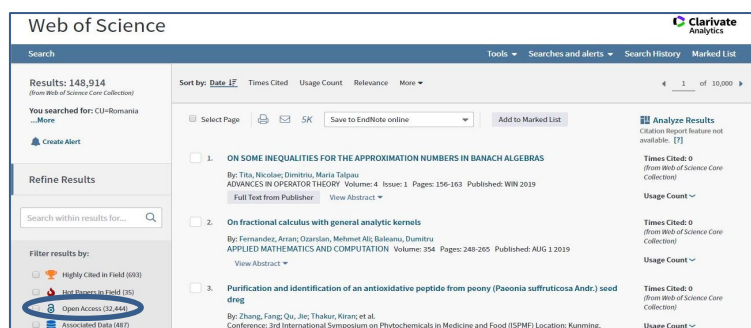 Web of Science
Clarivate
Analytics
Search
Tools
Searches and alerts
Search History
Marked List
Results: 148,914
(from Web of Science Core Collection)
You searched for: CU=Romania
...More
Create Alert
Refine Results
Search within results for...
Filter results by:
Highly Cited in Field (693)
Hot Papers in Field (35)
Open Access (32,444)
Associated Data (487)
Sort by: Date Times Cited Usage Count Relevance More
1 of 10,000
Select Page 5K Save to EndNote online Add to Marked List
1. ON SOME INEQUALITIES FOR THE APPROXIMATION NUMBERS IN BANACH ALGEBRAS
By: Tita, Nicolae; Dimitriu, Maria Talpau
ADVANCES IN OPERATOR THEORY Volume: 4 Issue: 1 Pages: 156-163 Published: WIN 2019
Full Text from Publisher View Abstract
2. On fractional calculus with general analytic kernels
By: Fernandez, Arran; Ozarslan, Mehmet Ali; Baleanu, Dumitru
APPLIED MATHEMATICS AND COMPUTATION Volume: 354 Pages: 248-265 Published: AUG 1 2019
View Abstract
3. Purification and identification of an antioxidative peptide from peony (Paeonia suffruticosa Andr.) seed
dreg
By: Zhang, Fang; Qu, Jie; Thakur, Kiran; et al.
Conference: 3rd International Symposium on Phytochemicals in Medicine and Food (ISPMF) Location: Kunming,
Analyze Results
Citation Report feature not
available. [?]
Times Cited: 0
(from Web of Science Core
Collection)
Usage Count
Times Cited: 0
(from Web of Science Core
Collection)
Usage Count
Times Cited: 0
(from Web of Science Core
Collection)
Usage Count